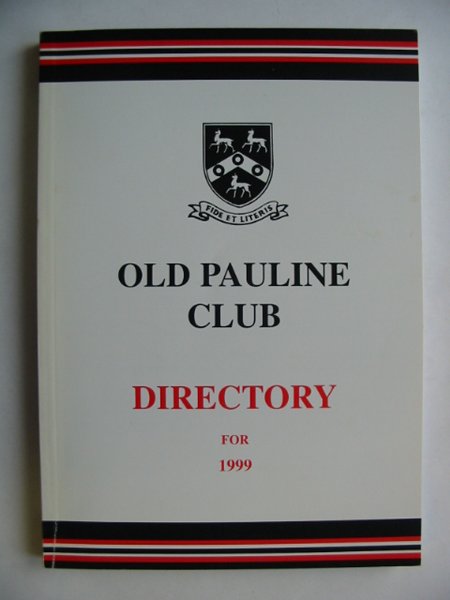 FIDE ET LITERIS
OLD PAULINE
CLUB
DIRECTORY
FOR
1999